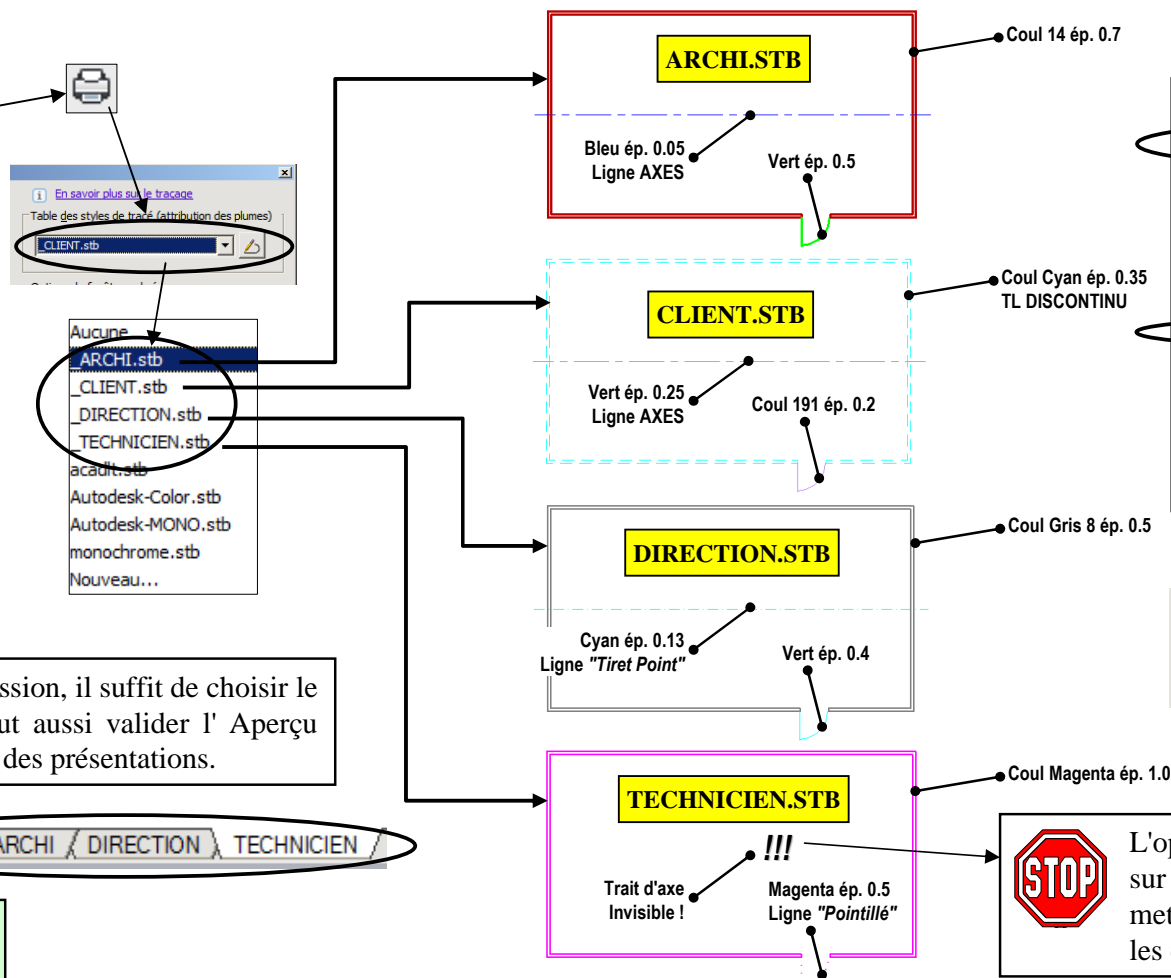 En savoir plus sur le traçage
Table des styles de tracé (attribution des plumes)
_CLIENT.stb
Aucune
_ARCHI.stb
_CLIENT.stb
_DIRECTION.stb
_TECHNICIEN.stb
acadlt.stb
Autodesk-Color.stb
Autodesk-MONO.stb
monochrome.stb
Nouveau...
ession, il suffit de choisir le
ut aussi valider l' Aperçu
des présentations.
ARCHI
DIRECTION
TECHNICIEN
ARCHI.STB
Coul 14 ép. 0.7
Bleu ép. 0.05
Ligne AXES
Vert ép. 0.5
CLIENT.STB
Coul Cyan ép. 0.35
TL DISCONTINU
Vert ép. 0.25
Ligne AXES
Coul 191 ép. 0.2
DIRECTION.STB
Coul Gris 8 ép. 0.5
Cyan ép. 0.13
Ligne "Tiret Point"
Vert ép. 0.4
TECHNICIEN.STB
Coul Magenta ép. 1.0
!!!
Trait d'axe
Invisible !
Magenta ép. 0.5
Ligne "Pointillé"
STOP
L'op
sur
met
les